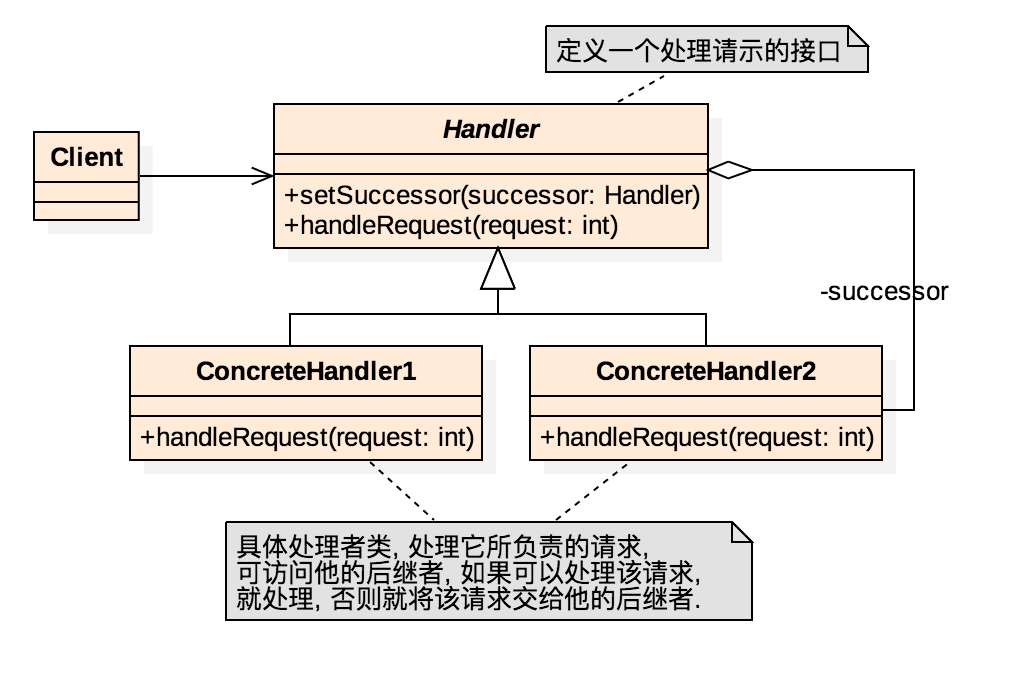 定义一个处理请示的接口
Handler
Client
+setSuccessor(successor: Handler)
+handleRequest(request: int)
-successor
ConcreteHandler1
ConcreteHandler2
+handleRequest(request: int)
+handleRequest(request: int)
具体处理者类, 处理它所负责的请求,
可访问他的后继者, 如果可以处理该请求,
就处理, 否则就将该请求交给他的后继者.